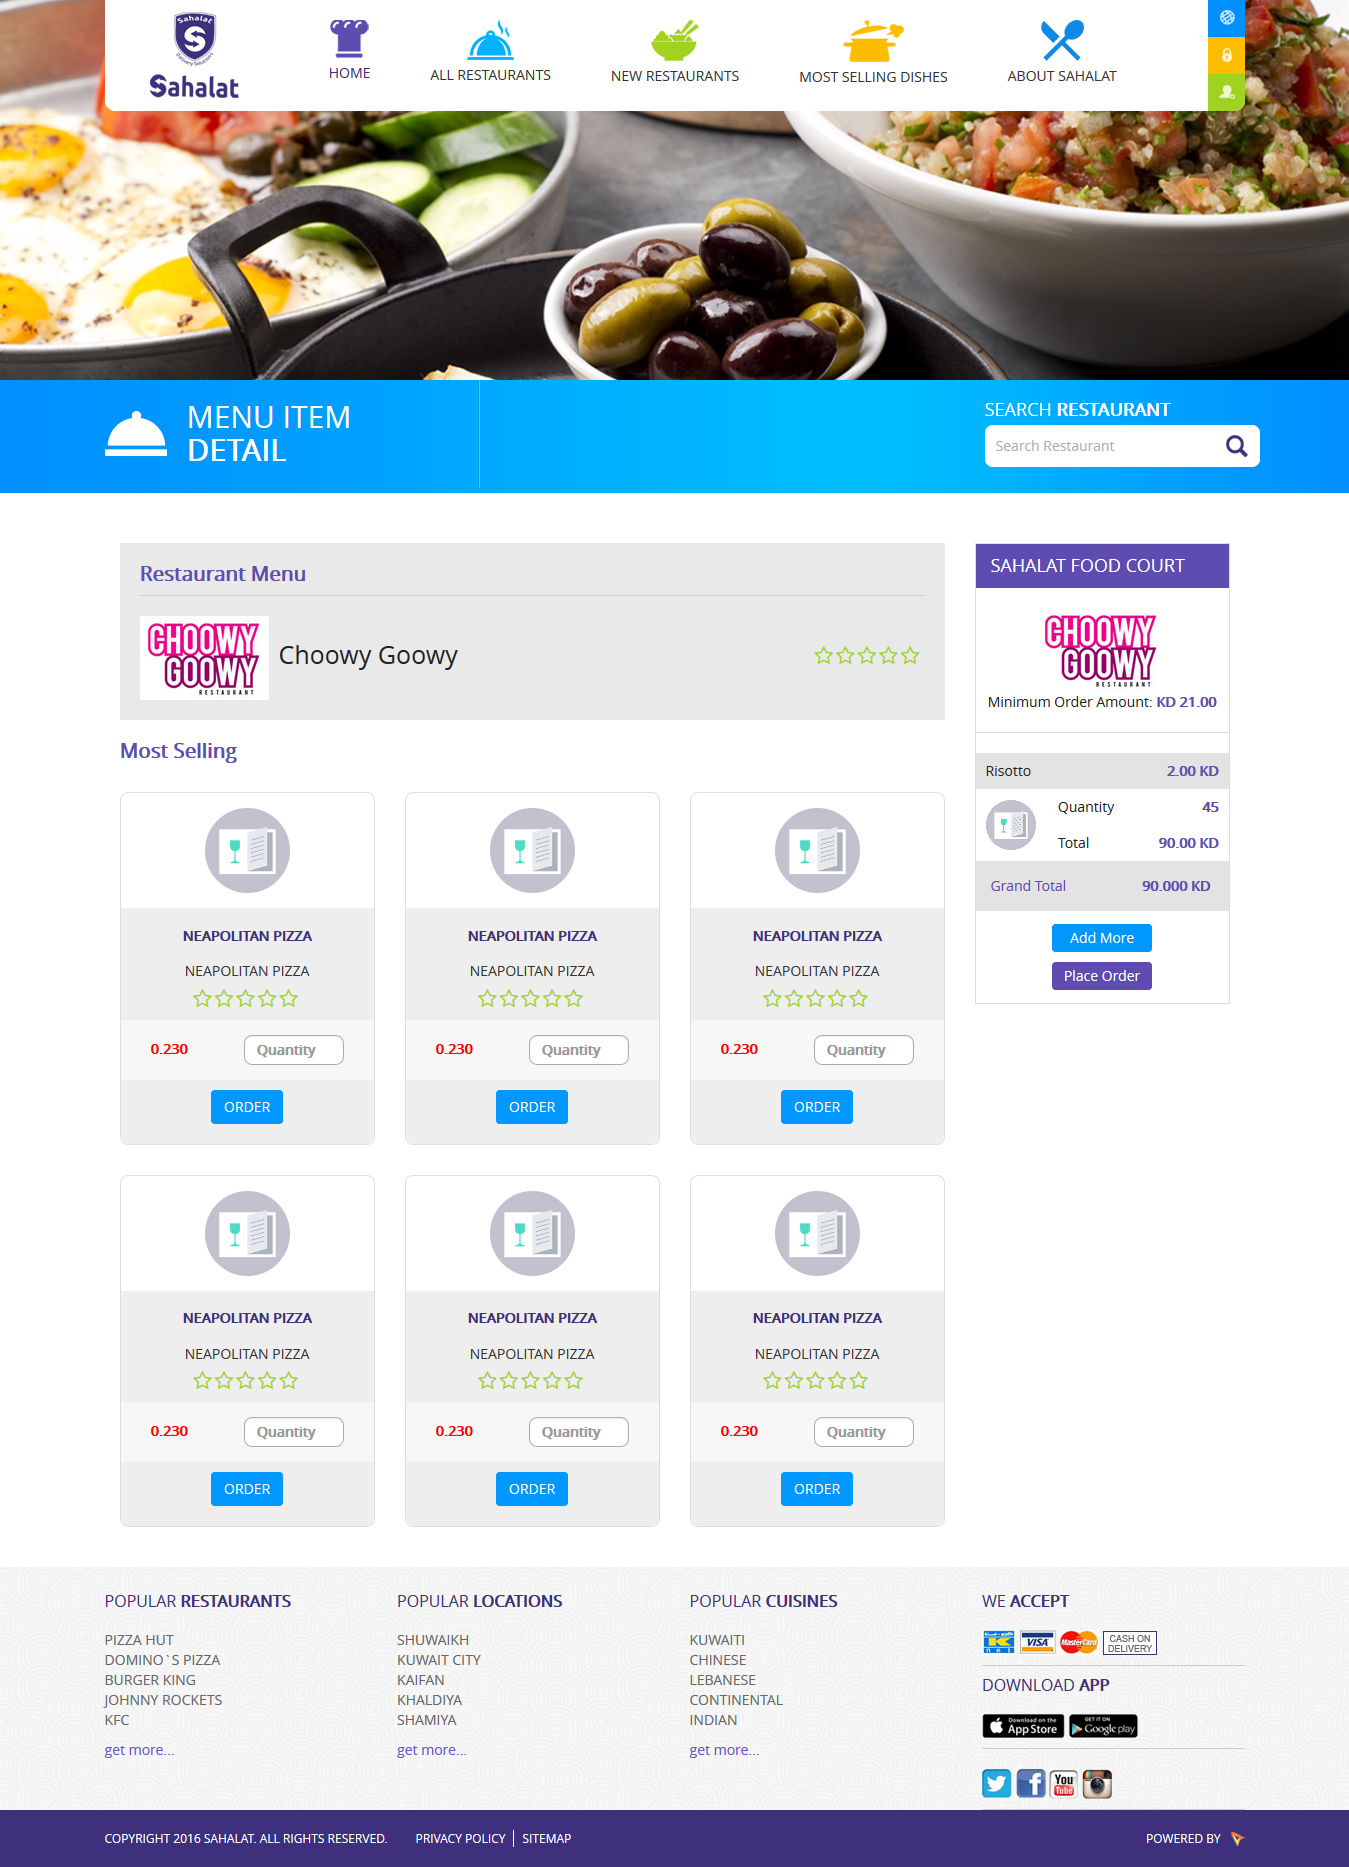 Sahalat
Delivery Solutions
Sahalat
HOME
ALL RESTAURANTS
NEW RESTAURANTS
MOST SELLING DISHES
ABOUT SAHALAT
MENU ITEM
DETAIL
SEARCH RESTAURANT
Search Restaurant
Restaurant Menu
CHOOWY
GOOWY
RESTAURANT
Choowy Goowy
Most Selling
NEAPOLITAN PIZZA
NEAPOLITAN PIZZA
0.230
Quantity
ORDER
NEAPOLITAN PIZZA
NEAPOLITAN PIZZA
0.230
Quantity
ORDER
NEAPOLITAN PIZZA
NEAPOLITAN PIZZA
0.230
Quantity
ORDER
NEAPOLITAN PIZZA
NEAPOLITAN PIZZA
0.230
Quantity
ORDER
NEAPOLITAN PIZZA
NEAPOLITAN PIZZA
0.230
Quantity
ORDER
NEAPOLITAN PIZZA
NEAPOLITAN PIZZA
0.230
Quantity
ORDER
SAHALAT FOOD COURT
CHOOWY
GOOWY
RESTAURANT
Minimum Order Amount: KD 21.00
Risotto 2.00 KD
Quantity 45
Total 90.00 KD
Grand Total 90.000 KD
Add More
Place Order
POPULAR RESTAURANTS
PIZZA HUT
DOMINO`S PIZZA
BURGER KING
JOHNNY ROCKETS
KFC
get more...
POPULAR LOCATIONS
SHUWAIKH
KUWAIT CITY
KAIFAN
KHALDIYA
SHAMIYA
get more...
POPULAR CUISINES
KUWAITI
CHINESE
LEBANESE
CONTINENTAL
INDIAN
get more...
WE ACCEPT
K net
VISA
MasterCard
CASH ON
DELIVERY
DOWNLOAD APP
Download on the
App Store
GET IT ON
Google play
You
Tube
COPYRIGHT 2016 SAHALAT. ALL RIGHTS RESERVED.
PRIVACY POLICY
SITEMAP
POWERED BY